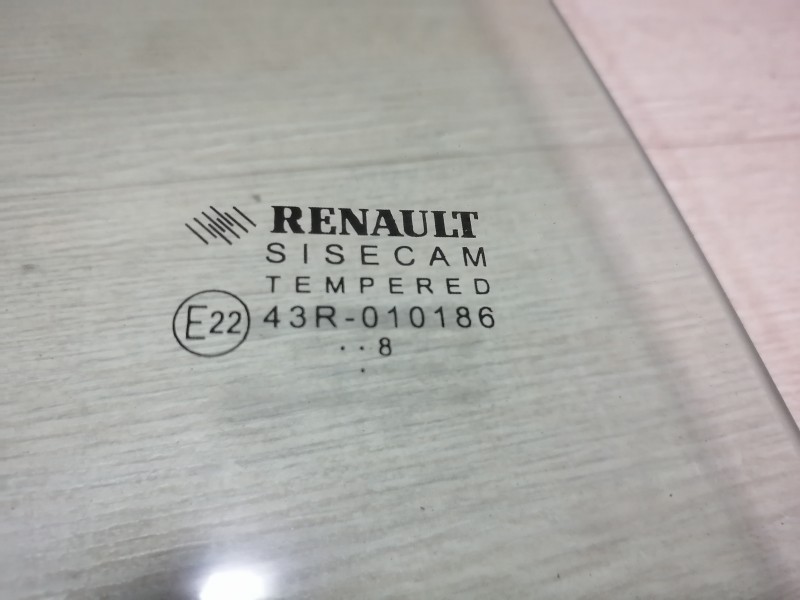 RENAULT
SISECAM
TEMPERED
E22 43R-010186
..8
.